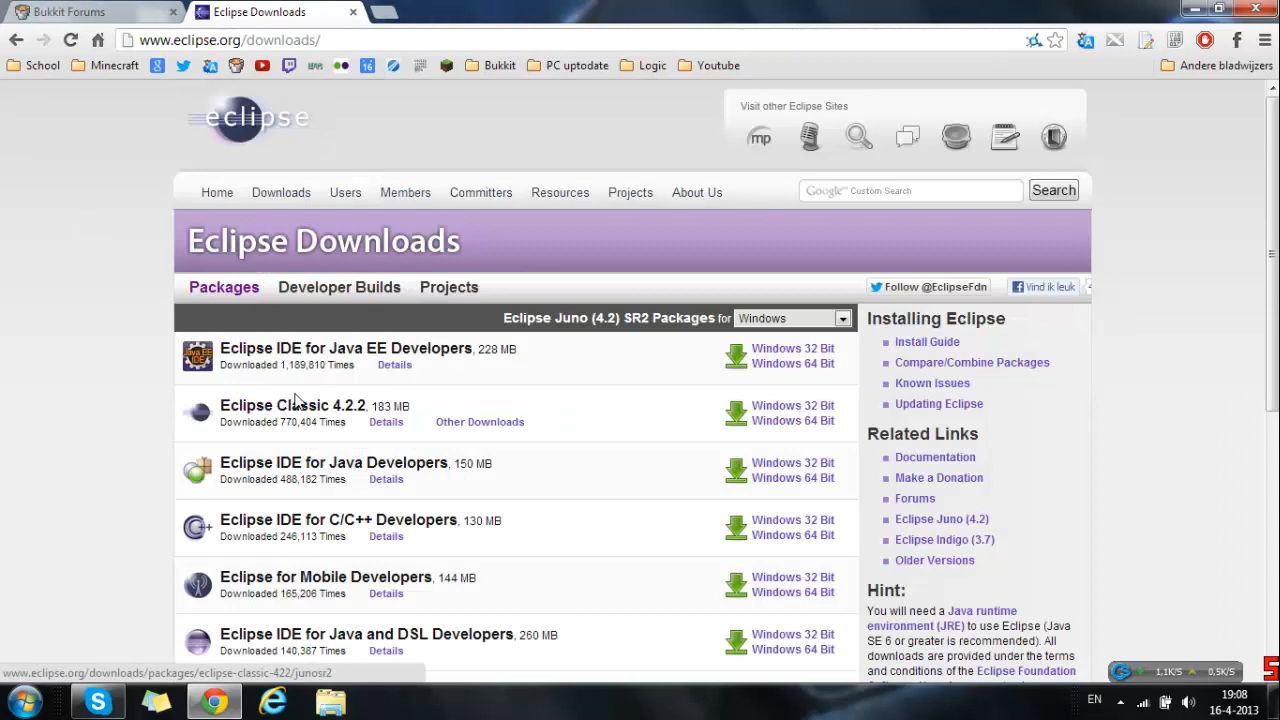 Bukkit Forums
Eclipse Downloads
www.eclipse.org/downloads/
School
Minecraft
Bukkit
PC uptodate
Logic
Youtube
Andere bladwijzers
eclipse
Visit other Eclipse Sites
mp
Home
Downloads
Users
Members
Committers
Resources
Projects
About Us
Google™ Custom Search
Search
Eclipse Downloads
Packages
Developer Builds
Projects
Follow @EclipseFdn
Vind ik leuk
Eclipse Juno (4.2) SR2 Packages for Windows
Eclipse IDE for Java EE Developers, 228 MB
Downloaded 1,189,810 Times Details
Windows 32 Bit
Windows 64 Bit
Eclipse Classic 4.2.2, 183 MB
Downloaded 770,404 Times Details Other Downloads
Windows 32 Bit
Windows 64 Bit
Eclipse IDE for Java Developers, 150 MB
Downloaded 488,182 Times Details
Windows 32 Bit
Windows 64 Bit
Eclipse IDE for C/C++ Developers, 130 MB
Downloaded 246,113 Times Details
Windows 32 Bit
Windows 64 Bit
Eclipse for Mobile Developers, 144 MB
Downloaded 165,206 Times Details
Windows 32 Bit
Windows 64 Bit
Eclipse IDE for Java and DSL Developers, 260 MB
Downloaded 140,387 Times Details
Windows 32 Bit
Windows 64 Bit
Installing Eclipse
Install Guide
Compare/Combine Packages
Known Issues
Updating Eclipse
Related Links
Documentation
Make a Donation
Forums
Eclipse Juno (4.2)
Eclipse Indigo (3.7)
Older Versions
Hint:
You will need a Java runtime
environment (JRE) to use Eclipse (Java
SE 6 or greater is recommended). All
downloads are provided under the terms
and conditions of the Eclipse Foundation
www.eclipse.org/downloads/packages/eclipse-classic-422/junosr2
1,1K/S
0,5K/S
EN
19:08
16-4-2013